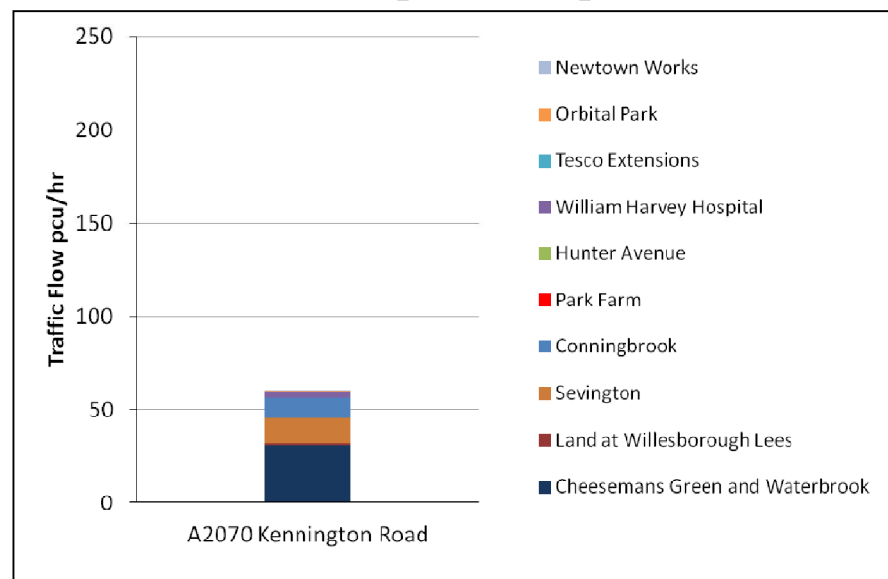 250
200
150
100
50
0
Traffic Flow pcu/hr
A2070 Kennington Road
Newtown Works
Orbital Park
Tesco Extensions
William Harvey Hospital
Hunter Avenue
Park Farm
Conningbrook
Sevington
Land at Willesborough Lees
Cheesemans Green and Waterbrook